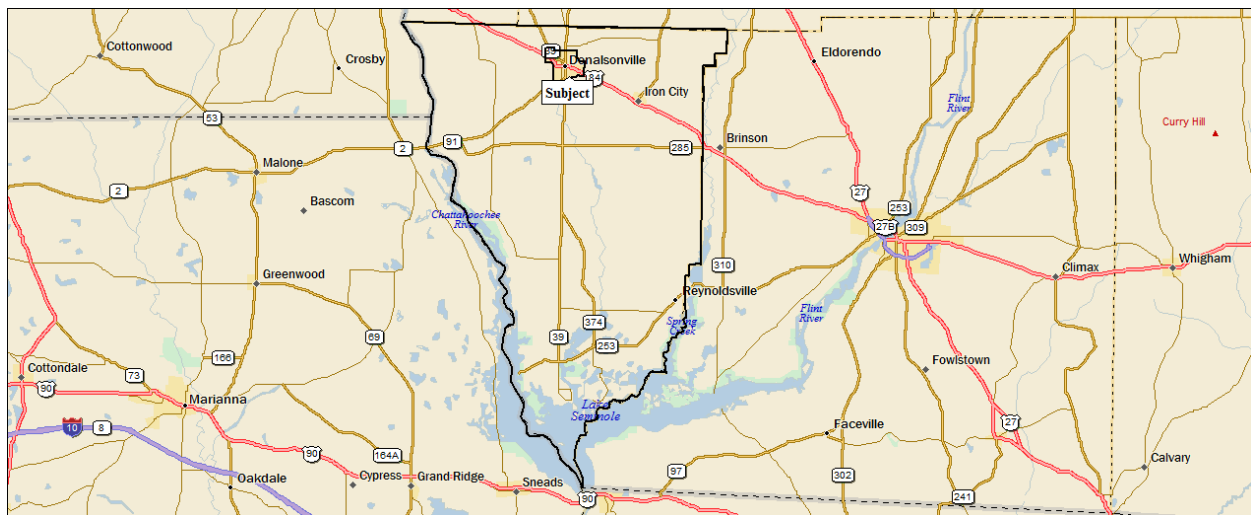 Cottonwood
Crosby
39
Donalsonville
84
Subject
Iron City
Eldorendo
Flint
River
Curry Hill
53
2
91
285
Brinson
Malone
2
Bascom
Chattahoochee
River
27
253
27B
309
Greenwood
310
Climax
Whigham
Reynoldsville
Flint
River
374
Spring
Creek
39
253
69
166
Cottondale
73
90
Marianna
Fowlstown
Lake
Seminole
10
8
90
Faceville
27
164A
97
302
Calvary
Oakdale
Cypress
Grand Ridge
Sneads
90
241